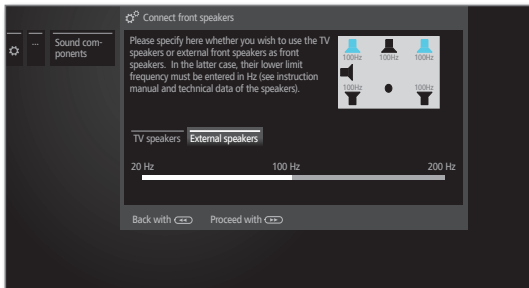 Connect front speakers
...
Sound com-
ponents
Please specify here whether you wish to use the TV
speakers or external front speakers as front
speakers. In the latter case, their lower limit
frequency must be entered in Hz (see instruction
manual and technical data of the speakers).
100Hz 100Hz 100Hz
100Hz 100Hz
TV speakers External speakers
20 Hz 100 Hz 200 Hz
Back with Proceed with